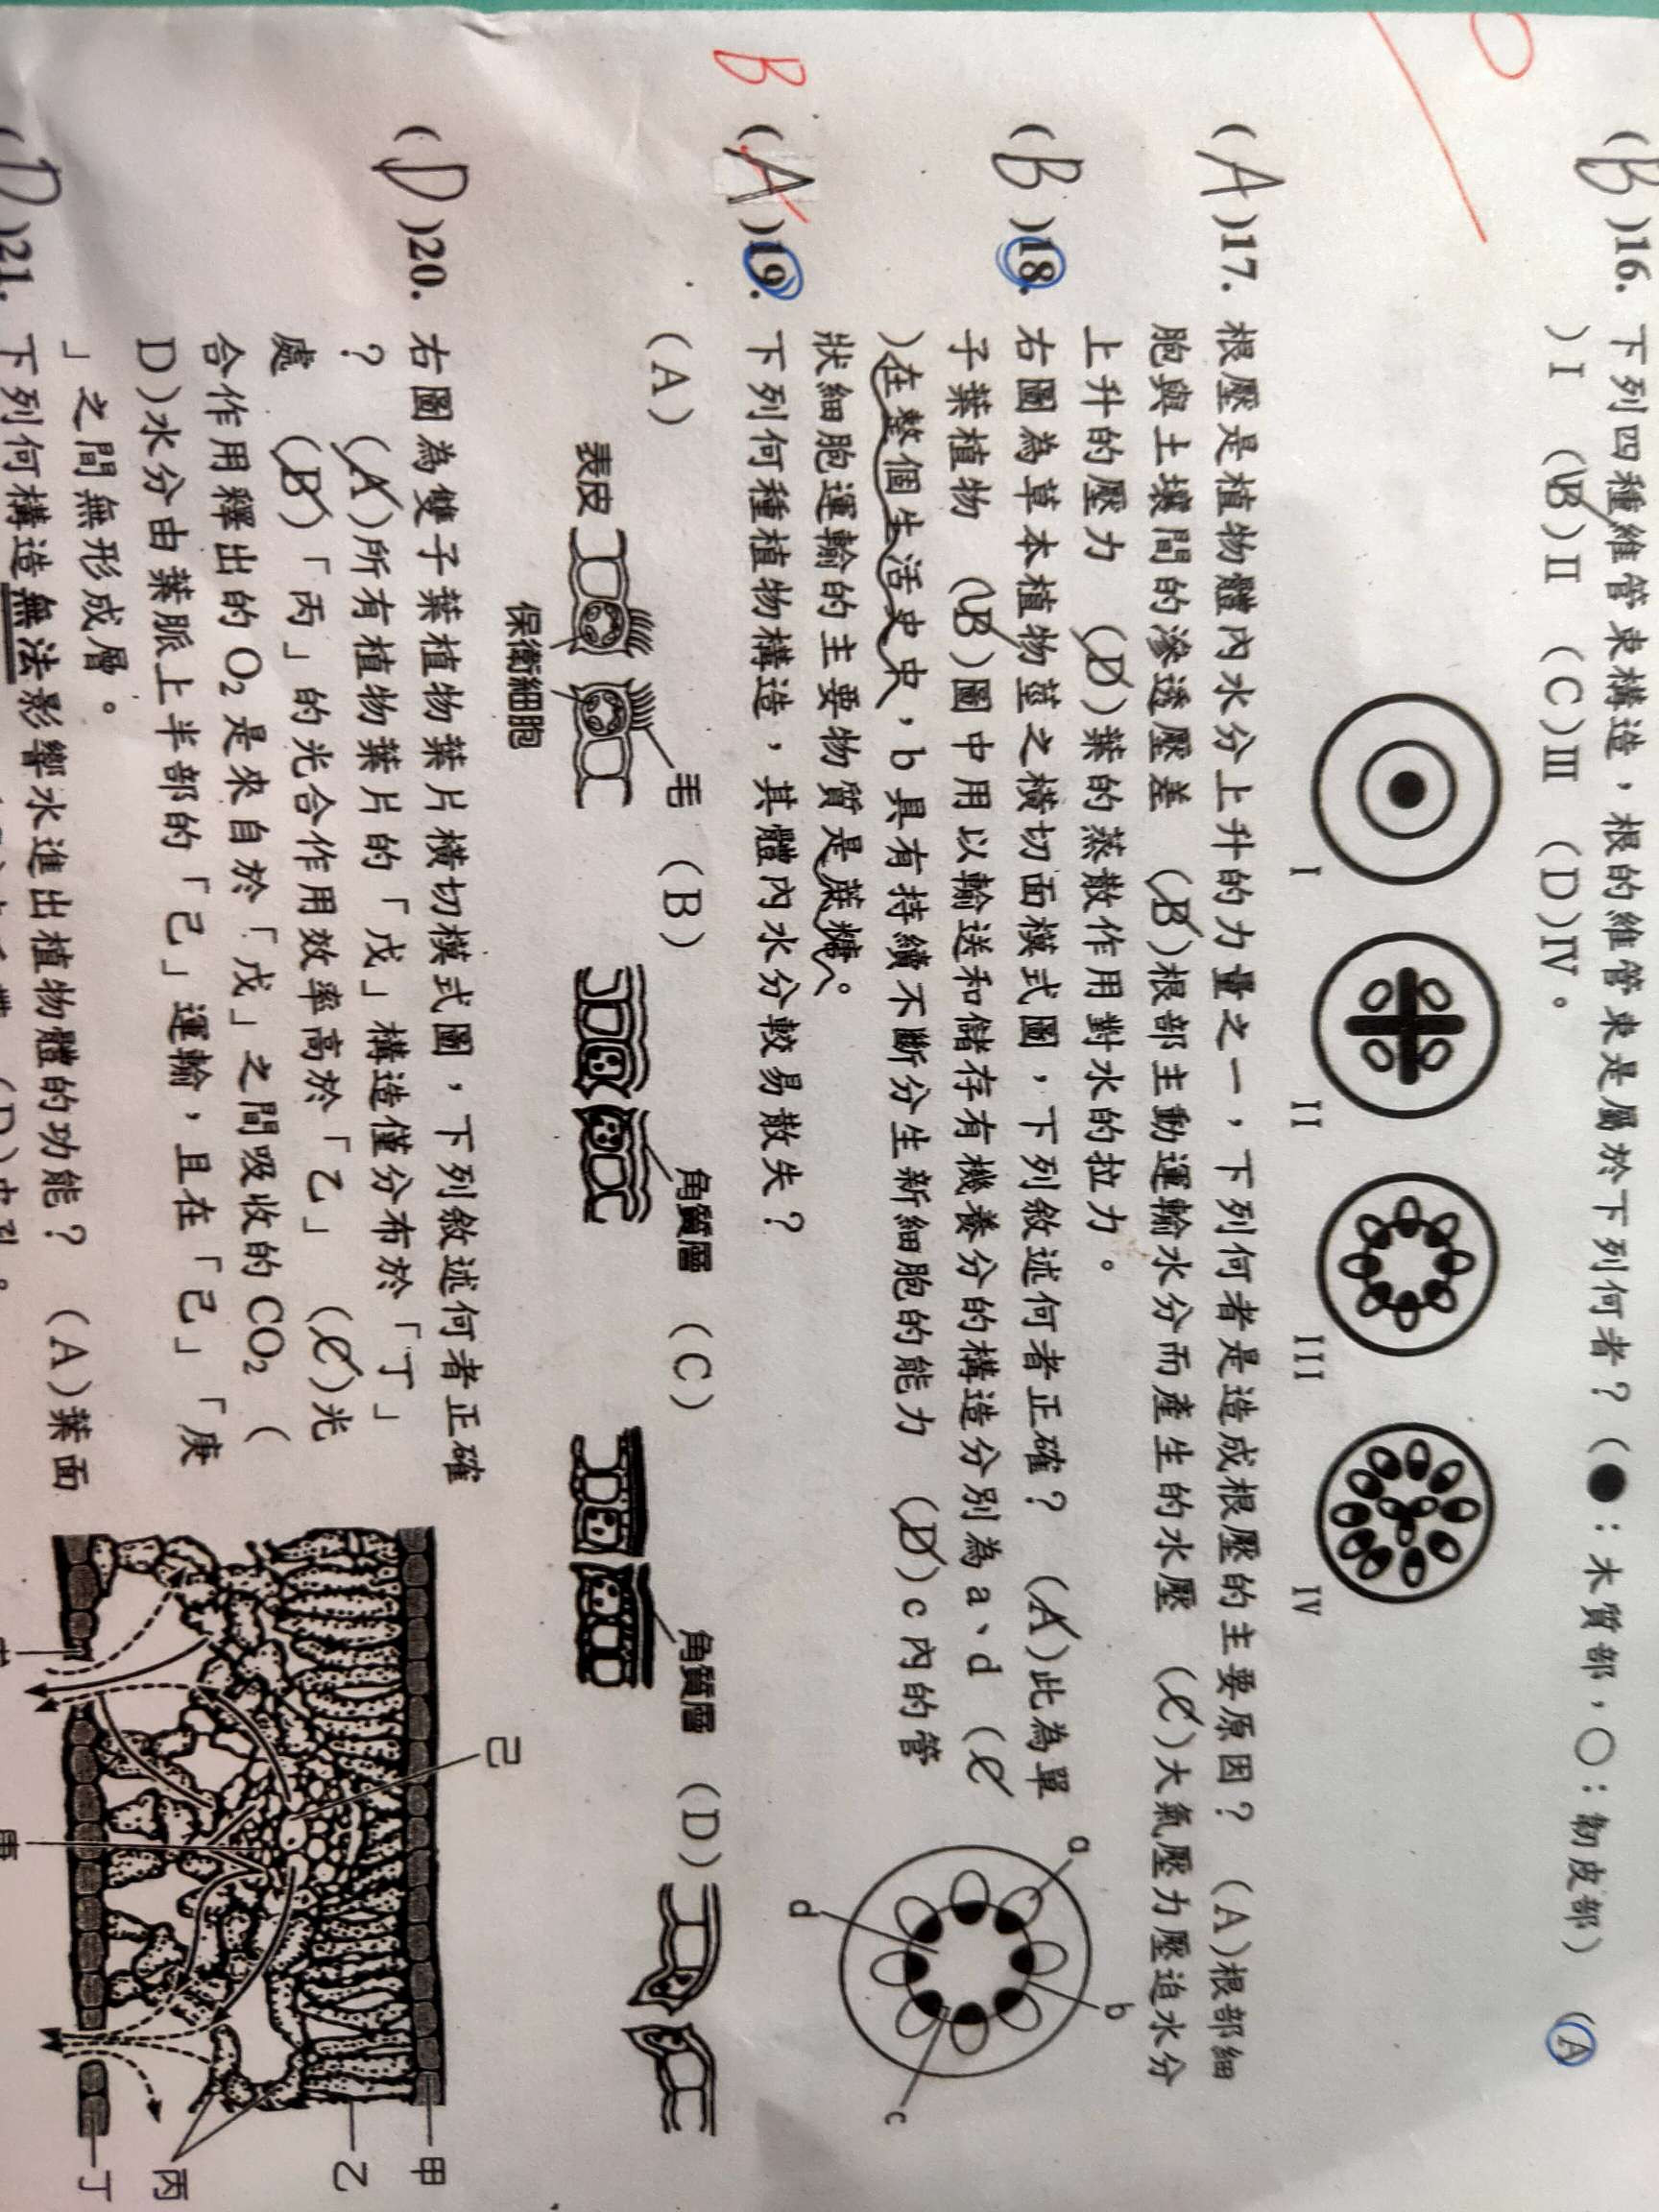 (B)16. 下列四種維管束構造，根的維管束是屬於下列何者？（●：木質部，○：韌皮部） (A
)I (B)II (C)III (D)IV。
I II III IV
(A)17. 根壓是植物體內水分上升的力量之一，下列何者是造成根壓的主要原因？ (A)根部細
胞與土壤間的滲透壓差 (B)根部主動運輸水分而產生的水壓 (C)大氣壓力壓迫水分
上升的壓力 (D)葉的蒸散作用對水的拉力。
(B)18. 右圖為草本植物莖之橫切面模式圖，下列敘述何者正確？ (A)此為單
子葉植物 (B)圖中用以輸送和儲存有機養分的構造分別為a、d (C
)在整個生活史中，b具有持續不斷分生新細胞的能力 (D)c內的管
狀細胞運輸的主要物質是蔗糖。
a
b
c
d
B
(A)19. 下列何種植物構造，其體內水分較易散失？
(A) 表皮 保衛細胞 毛 (B) 角質層 (C) 角質層 (D)
(D)20. 右圖為雙子葉植物葉片橫切模式圖，下列敘述何者正確
？ (A)所有植物葉片的「戊」構造僅分布於「丁」
處 (B)「丙」的光合作用效率高於「乙」 (C)光
合作用釋出的O₂是來自於「戊」之間吸收的CO₂ (
D)水分由葉脈上半部的「己」運輸，且在「己」「庚
」之間無形成層。
己
甲
乙
丙
丁
庚
(D)21. 下列何構造無法影響水進出植物體的功能？ (A)葉面